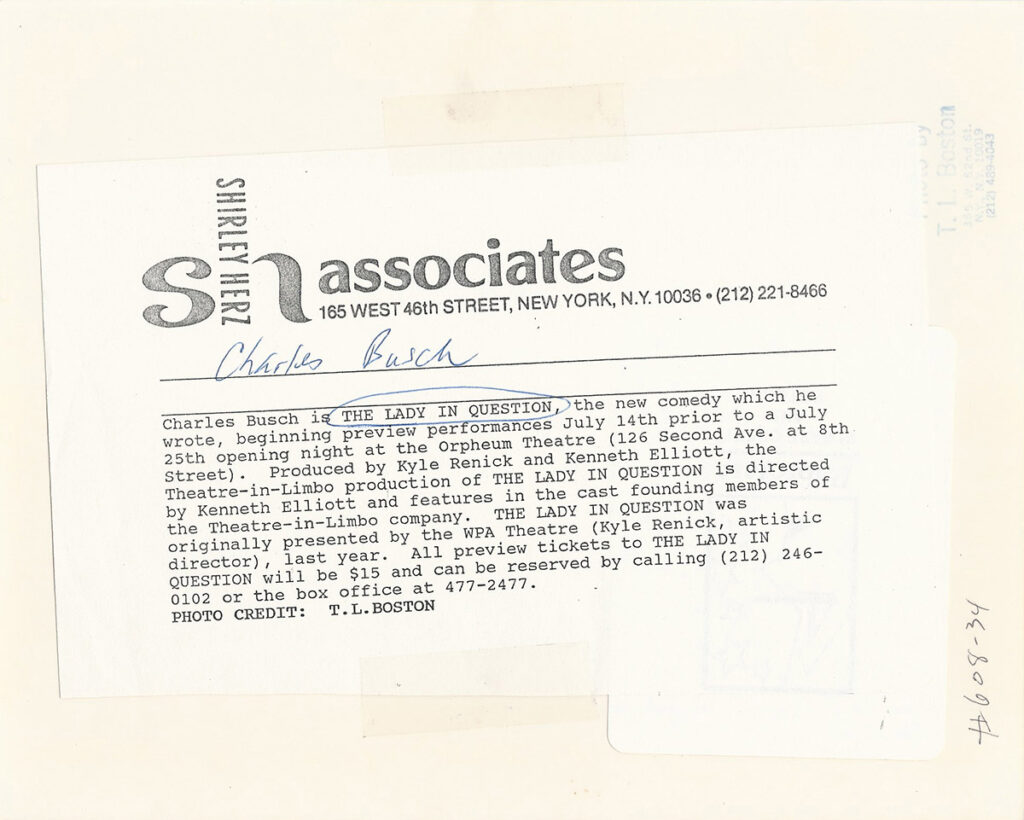 SHIRLEY HERZ
sh associates
165 WEST 46th STREET, NEW YORK, N.Y. 10036 • (212) 221-8466
Charles Busch
Charles Busch is THE LADY IN QUESTION, the new comedy which he
wrote, beginning preview performances July 14th prior to a July
25th opening night at the Orpheum Theatre (126 Second Ave. at 8th
Street).  Produced by Kyle Renick and Kenneth Elliott, the
Theatre-in-Limbo production of THE LADY IN QUESTION is directed
by Kenneth Elliott and features in the cast founding members of
the Theatre-in-Limbo company.  THE LADY IN QUESTION was
originally presented by the WPA Theatre (Kyle Renick, artistic
director), last year.  All preview tickets to THE LADY IN
QUESTION will be $15 and can be reserved by calling (212) 246-
0102 or the box office at 477-2477.
PHOTO CREDIT:  T.L.BOSTON
Photo by
T. L. Boston
N.Y. N.Y. 10019
(212) 489-4043
#608-34